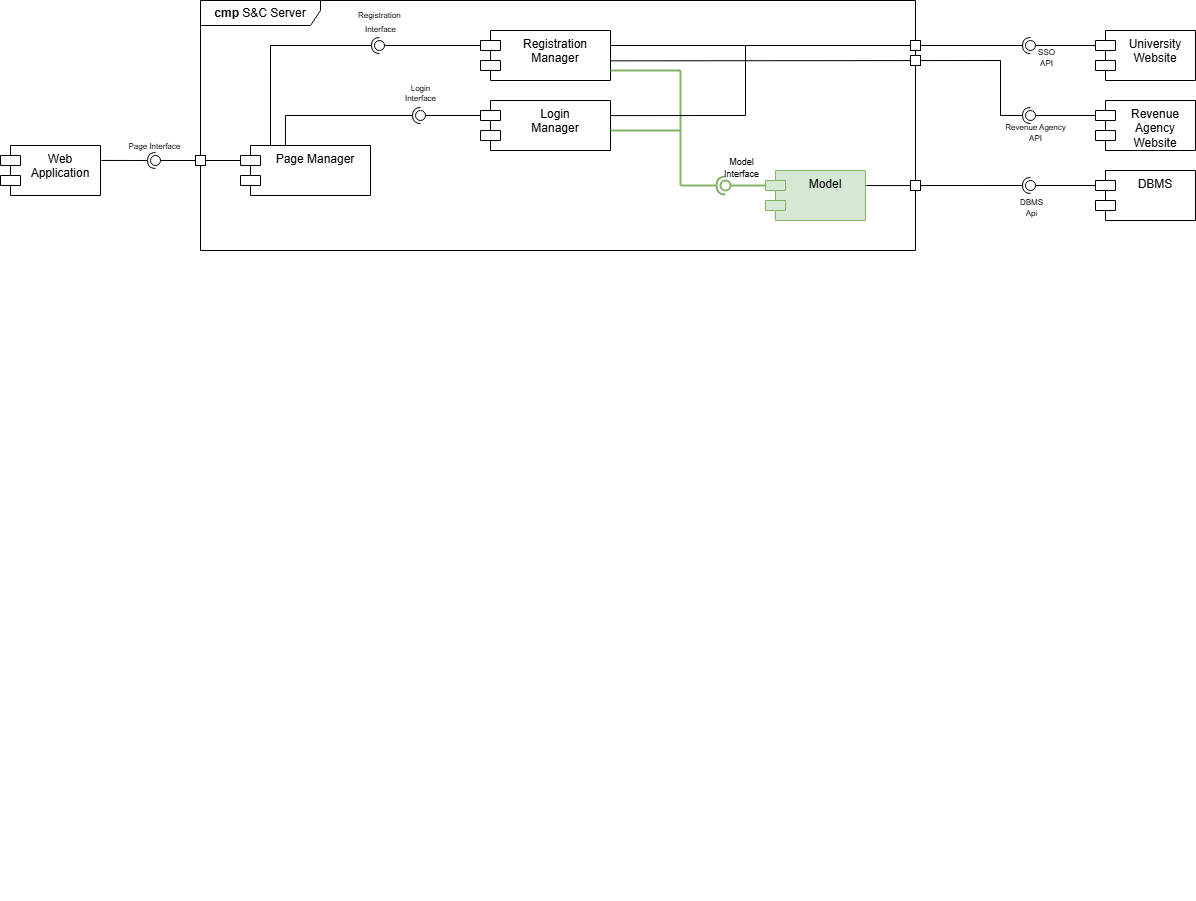 cmp S&C Server
Registration
Interface
Registration
Manager
SSO
API
University
Website
Login
Interface
Login
Manager
Revenue Agency
API
Revenue
Agency
Website
Web
Application
Page Interface
Page Manager
Model
Interface
Model
DBMS
Api
DBMS